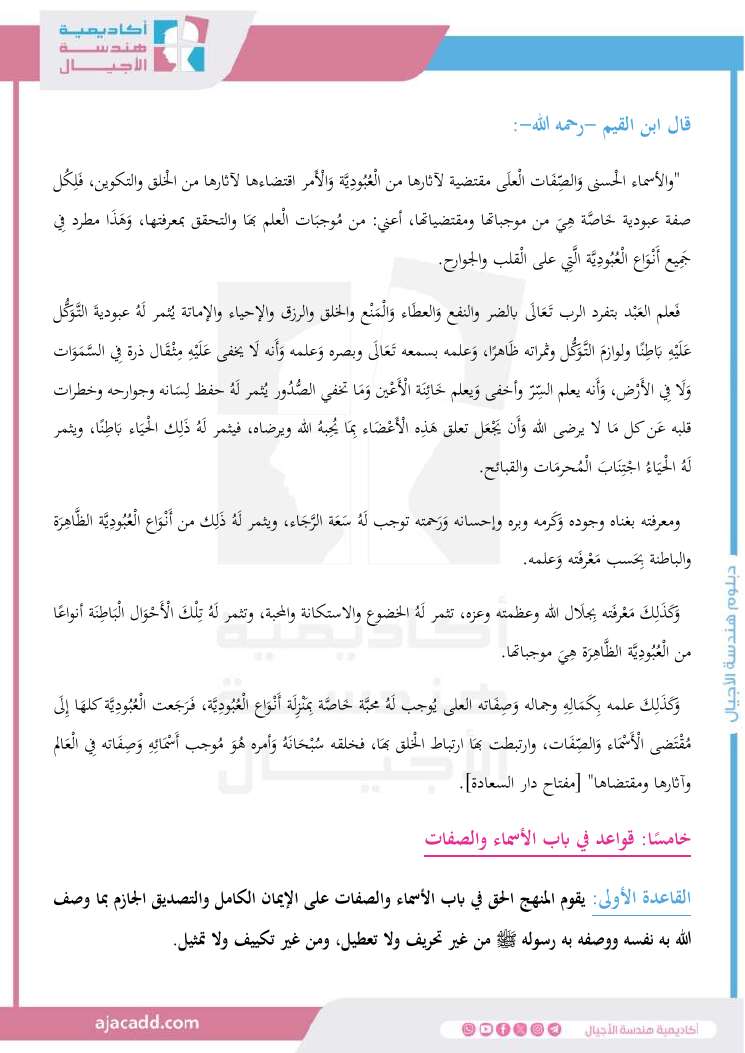 أكاديمية
هندسة
الأجيال
قال ابن القيم –رحمه الله–:
"والأسماء الْحسنى وَالصِّفَات الْعلَى مقتضية لآثارها من الْعُبُودِيَّة وَالْأَمر اقتضاءها لآثارها من الْخلق والتكوين، فَلِكُل
صفة عبودية خَاصَّة هِيَ من موجباتها ومقتضياتها، أعني: من مُوجبَات الْعلم بهَا والتحقق بمعرفتها، وَهَذَا مطرد فِي
جَمِيع أَنْوَاع الْعُبُودِيَّة الَّتِي على الْقلب والجوارح.
فَعلم العَبْد بتفرد الرب تَعَالَى بالضر والنفع وَالعطَاء وَالْمَنْع والخلق والرزق والإحياء والإماتة يُثمر لَهُ عبودية التَّوَكُّل
عَلَيْهِ بَاطِنًا ولوازمَ التَّوَكُّل وثمراته ظَاهرًا، وَعلمه بسمعه تَعَالَى وبصره وَعلمه وَأَنه لَا يخفى عَلَيْهِ مِثْقَال ذرة فِي السَّمَوَات
وَلَا فِي الأَرْض، وَأَنه يعلم السِّرّ وأخفى وَيعلم خَائِنَة الْأَعْين وَمَا تخفي الصُّدُور يُثمر لَهُ حفظ لِسَانه وجوارحه وخطرات
قلبه عَن كل مَا لا يرضى الله وَأَن يَجْعَل تعلق هَذِه الْأَعْضَاء بِمَا يُحِبهُ الله ويرضاه، فيثمر لَهُ ذَلِك الْحَيَاء بَاطِنًا، ويثمر
لَهُ الْحَيَاءُ اجْتِنَابَ الْمُحرمَات والقبائح.
ومعرفته بغناه وجوده وَكَرمه وبره وإحسانه وَرَحمته توجب لَهُ سَعَة الرَّجَاء، ويثمر لَهُ ذَلِك من أَنْوَاع الْعُبُودِيَّة الظَّاهِرَة
والباطنة بِحَسب مَعْرفَته وَعلمه.
وَكَذَلِكَ مَعْرفَته بِجلَال الله وعظمته وعزه، تثمر لَهُ الخضوع والاستكانة والمحبة، وتثمر لَهُ تِلْكَ الْأَحْوَال الْبَاطِنَة أنواعًا
من الْعُبُودِيَّة الظَّاهِرَة هِيَ موجباتها.
وَكَذَلِكَ علمه بِكَمَالِهِ وجماله وَصِفَاته العلى يُوجب لَهُ محبَّة خَاصَّة بِمَنْزِلَة أَنْوَاع الْعُبُودِيَّة، فَرَجَعت الْعُبُودِيَّة كلهَا إِلَى
مُقْتَضى الْأَسْمَاء وَالصِّفَات، وارتبطت بهَا ارتباط الْخلق بهَا، فخلقه سُبْحَانَهُ وَأمره هُوَ مُوجب أَسْمَائِهِ وَصِفَاته فِي الْعَالم
وآثارها ومقتضاها" [مفتاح دار السعادة].
خامسًا: قواعد في باب الأسماء والصفات
القاعدة الأولى: يقوم المنهج الحق في باب الأسماء والصفات على الإيمان الكامل والتصديق الجازم بما وصف
الله به نفسه ووصفه به رسوله ﷺ من غير تحريف ولا تعطيل، ومن غير تكييف ولا تمثيل.
دبلوم هندسة الأجيال
ajacadd.com
أكاديمية هندسة الأجيال